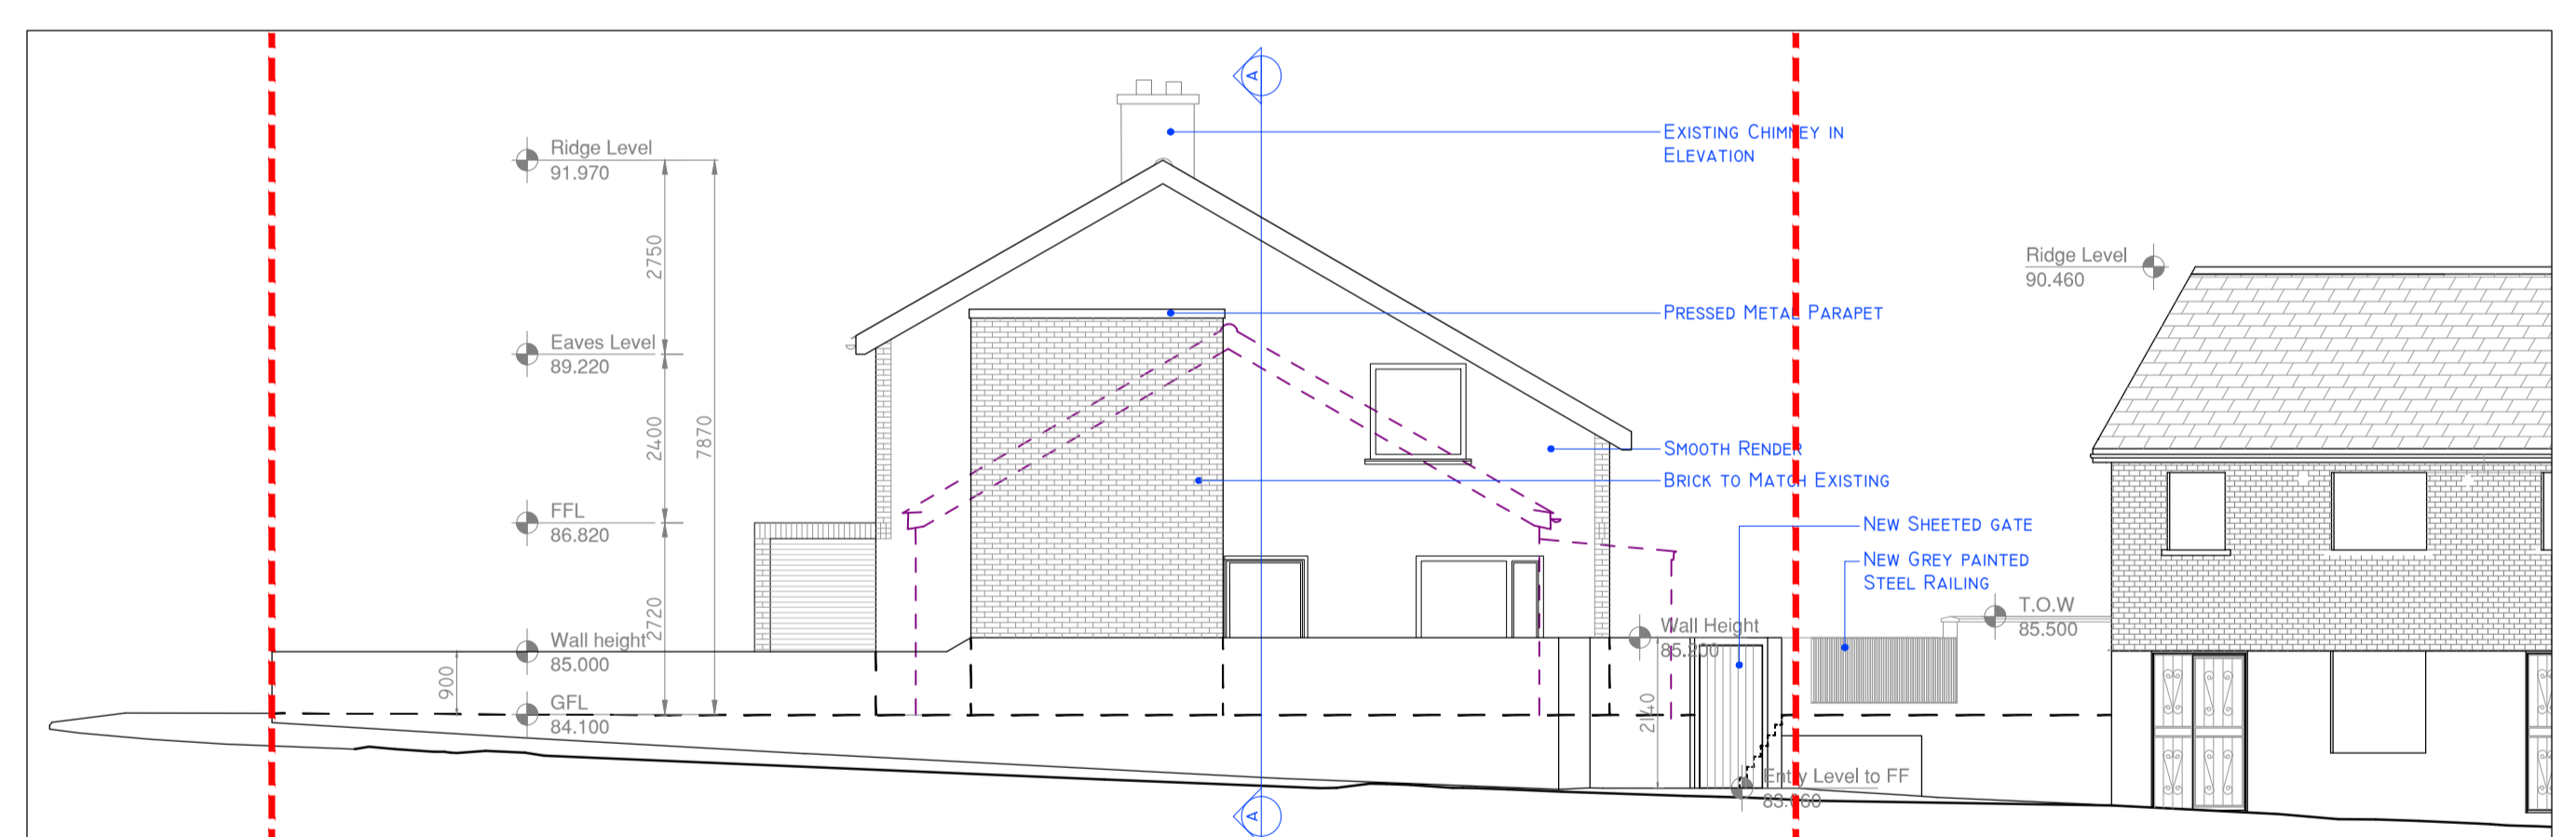 A
EXISTING CHIMNEY IN
ELEVATION
Ridge Level
91.970
2750
Ridge Level
90.460
PRESSED METAL PARAPET
Eaves Level
89.220
2400
7870
SMOOTH RENDER
BRICK TO MATCH EXISTING
FFL
86.820
NEW SHEETED GATE
NEW GREY PAINTED
STEEL RAILING
2720
T.O.W
85.500
Wall height
85.000
Wall Height
85.200
900
GFL
84.100
2140
Entry Level to FF
83.060
A